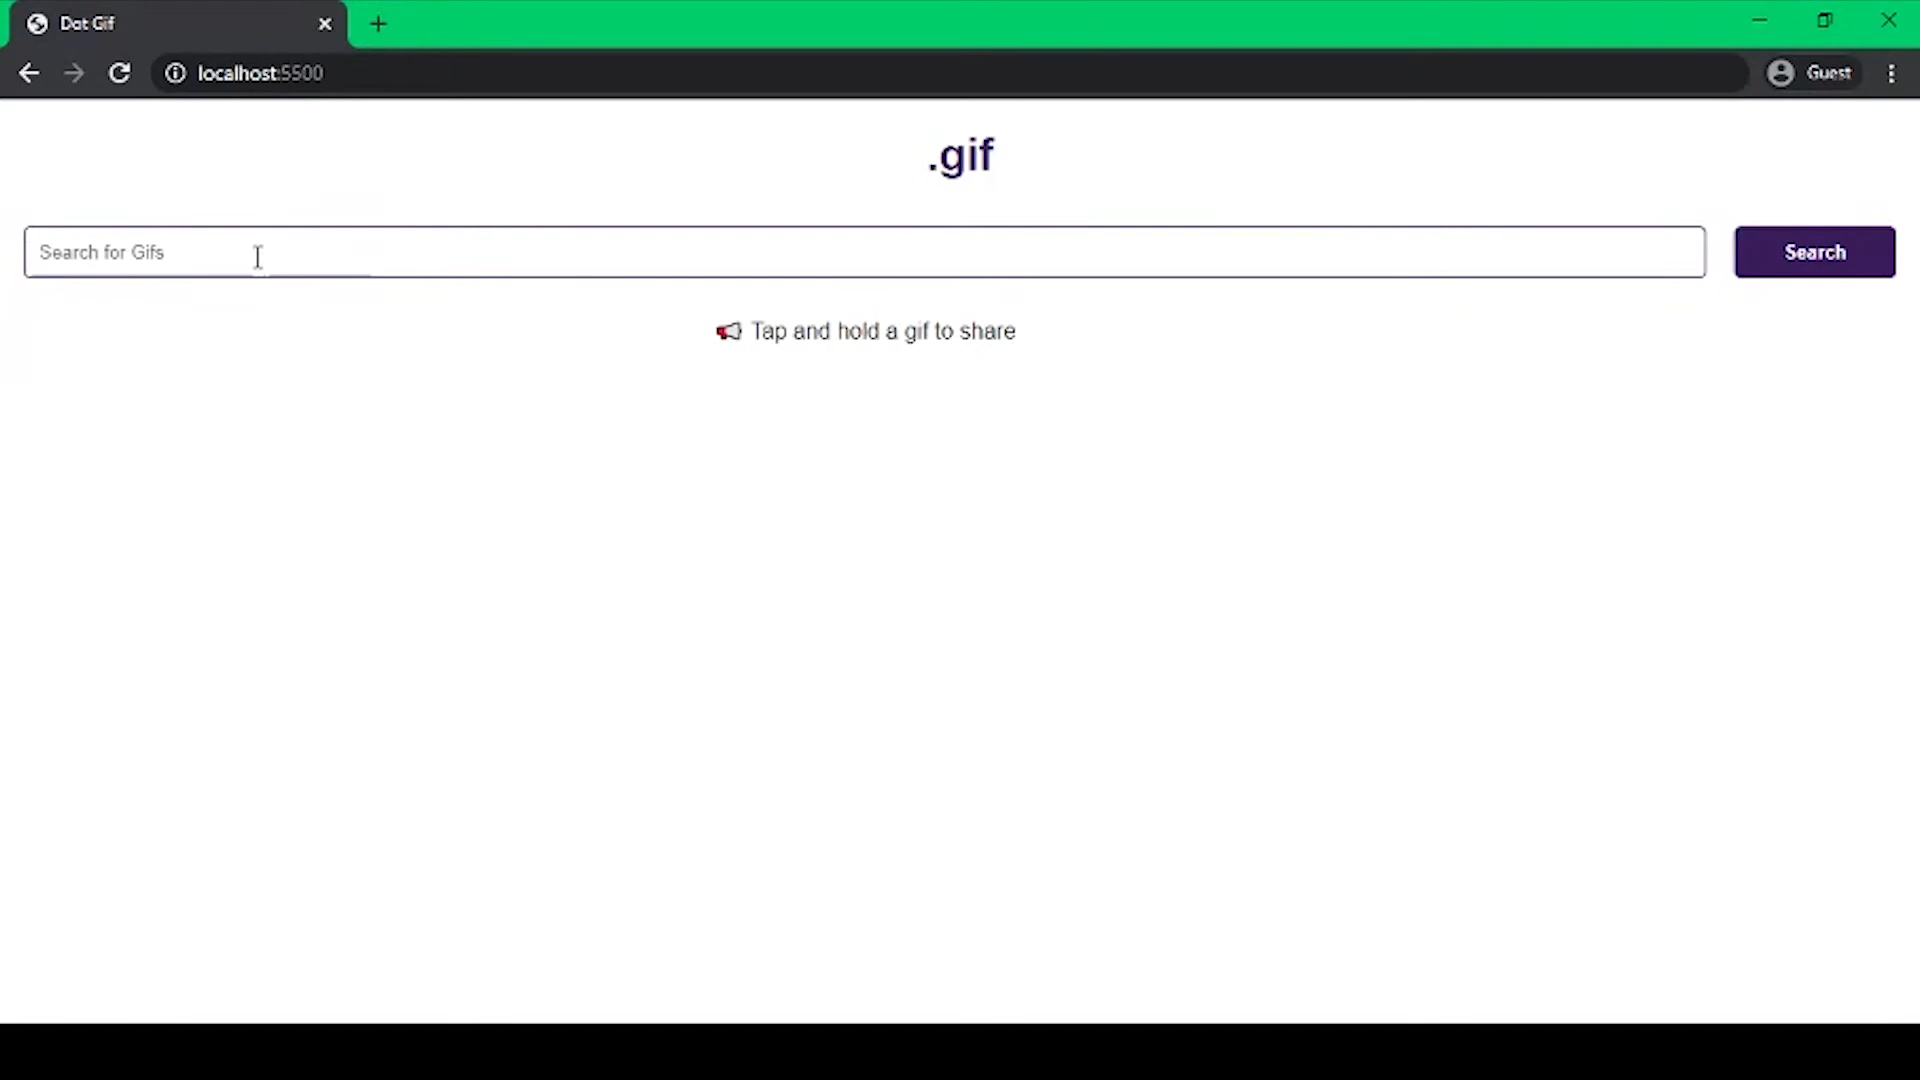 Dot Gif
localhost:5500
Guest
.gif
Search for Gifs
Search
Tap and hold a gif to share